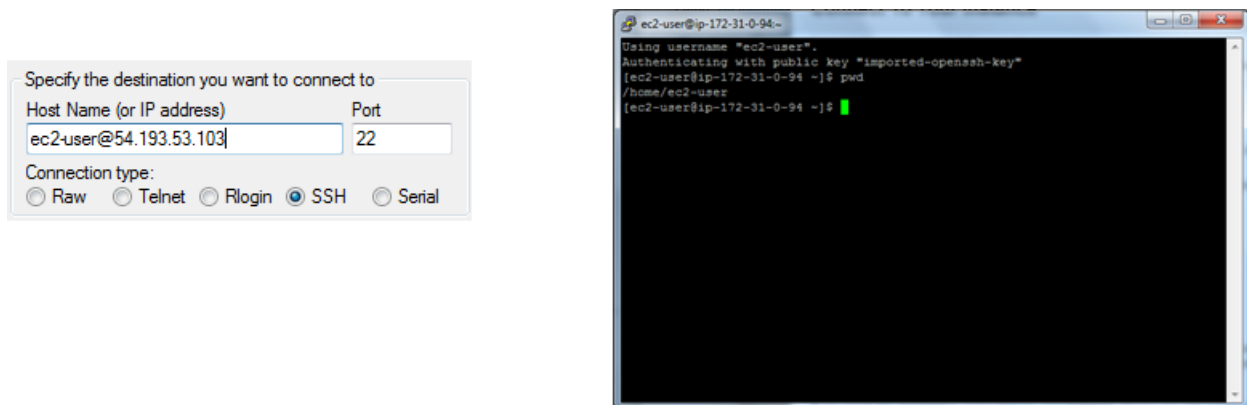 Specify the destination you want to connect to
Host Name (or IP address) Port
ec2-user@54.193.53.103 22
Connection type:
Raw Telnet Rlogin SSH Serial
ec2-user@ip-172-31-0-94:~
Using username "ec2-user".
Authenticating with public key "imported-openssh-key"
[ec2-user@ip-172-31-0-94 ~]$ pwd
/home/ec2-user
[ec2-user@ip-172-31-0-94 ~]$